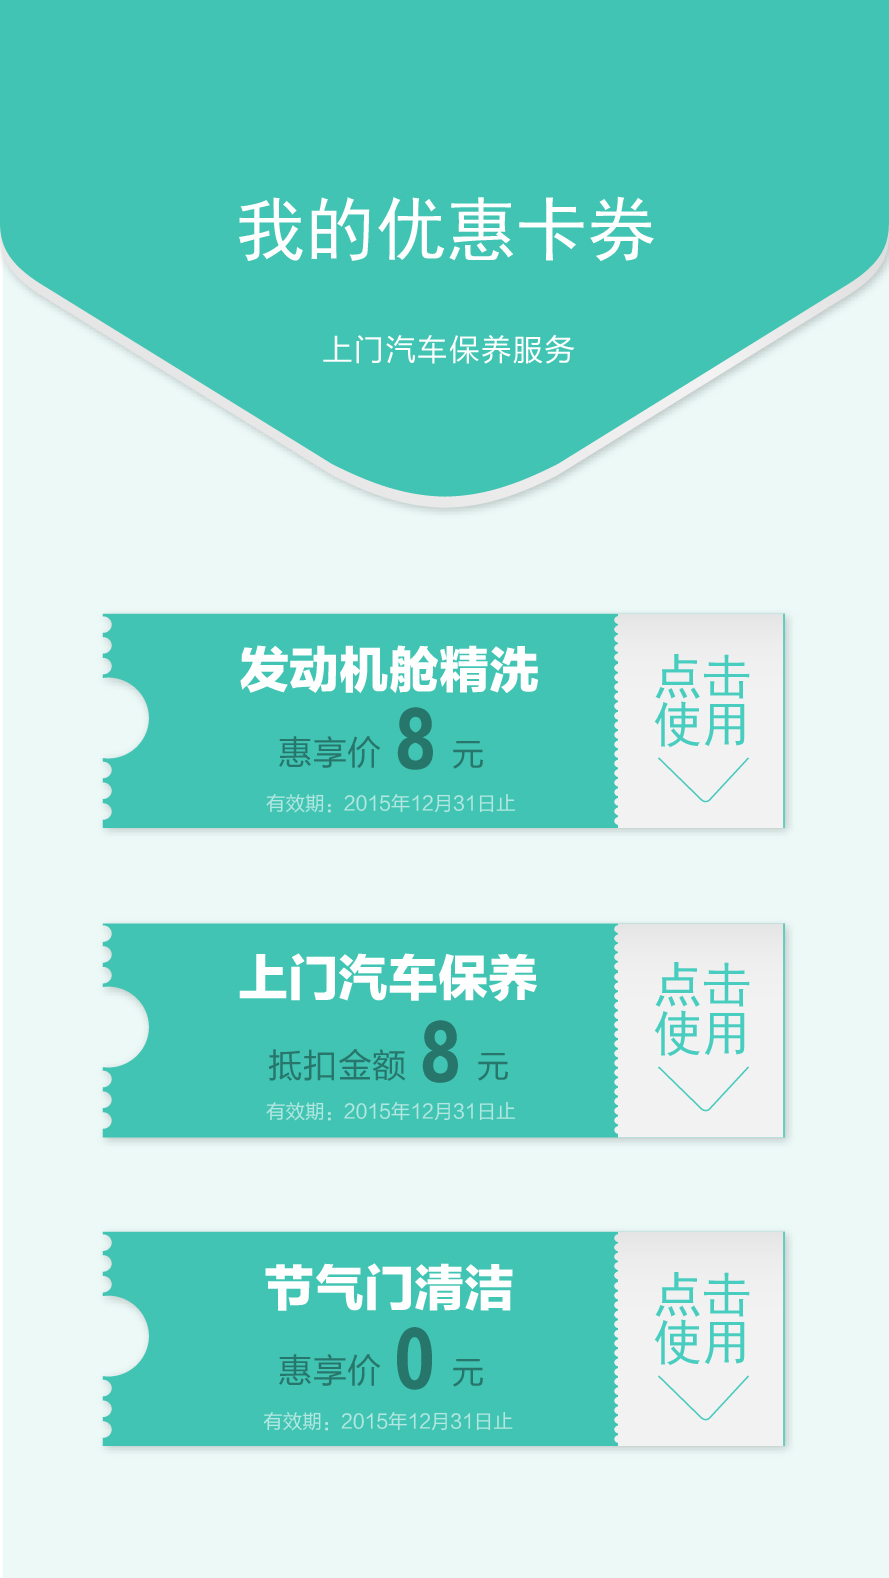 我的优惠卡券
上门汽车保养服务
发动机舱精洗
惠享价 8 元
有效期：2015年12月31日止
点击
使用
上门汽车保养
抵扣金额 8 元
有效期：2015年12月31日止
点击
使用
节气门清洁
惠享价 0 元
有效期：2015年12月31日止
点击
使用